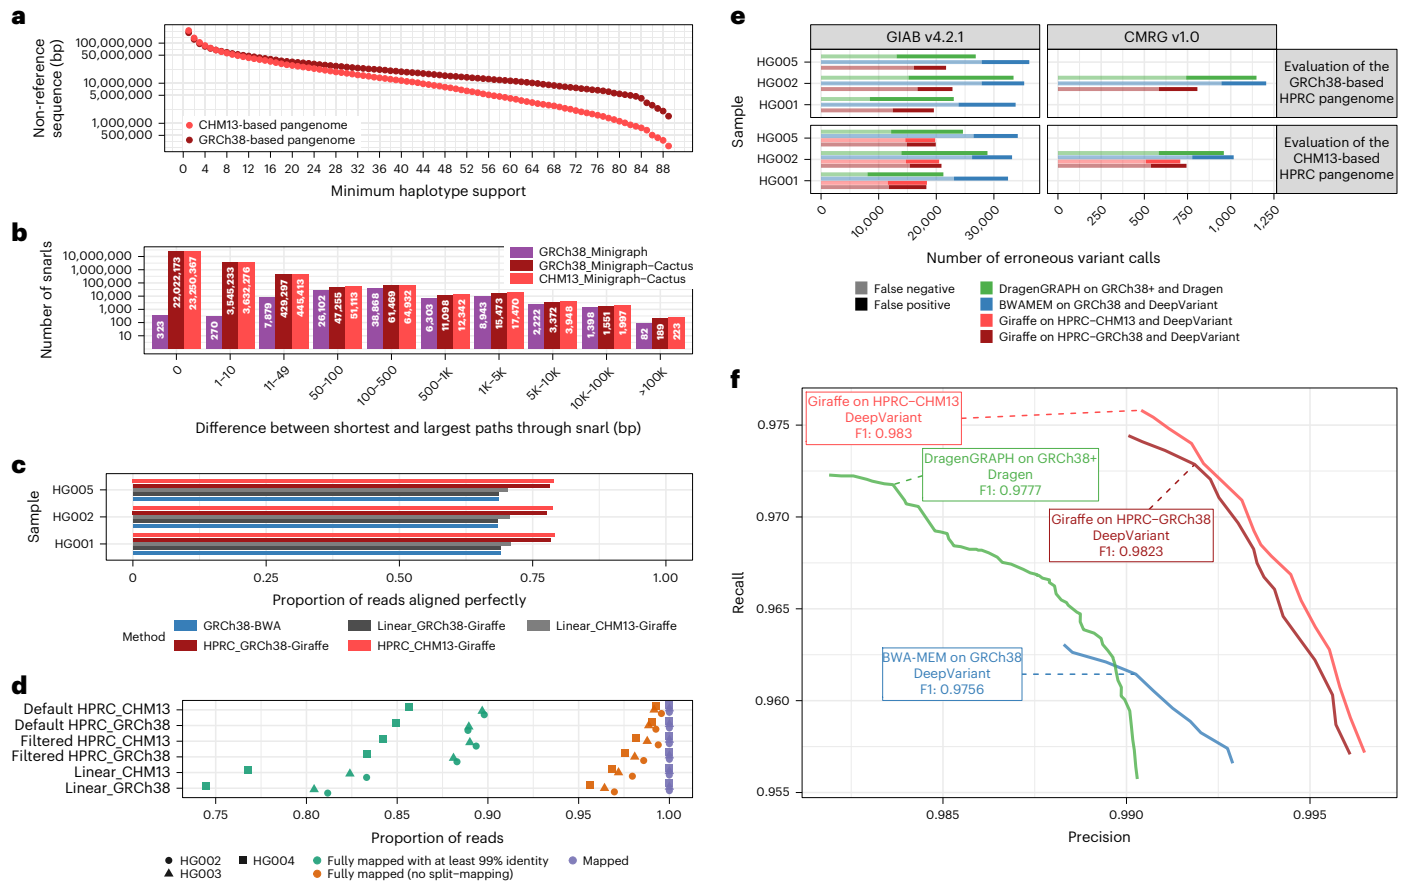 a
Non-reference
sequence (bp)
100,000,000
50,000,000
10,000,000
5,000,000
1,000,000
500,000
CHM13-based pangenome
GRCh38-based pangenome
0 4 8 12 16 20 24 28 32 36 40 44 48 52 56 60 64 68 72 76 80 84 88
Minimum haplotype support
b
Number of snarls
10,000,000
1,000,000
100,000
10,000
1,000
100
10
GRCh38_Minigraph
GRCh38_Minigraph-Cactus
CHM13_Minigraph-Cactus
323 22,022,173 23,250,367
270 3,545,233 3,632,276
7,879 429,297 445,413
26,102 47,255 51,113
38,868 61,469 64,932
6,303 11,098 12,342
8,943 15,473 17,470
2,222 3,372 3,948
1,398 1,551 1,997
82 189 223
0 1–10 11–49 50–100 100–500 500–1K 1K–5K 5K–10K 10K–100K >100K
Difference between shortest and largest paths through snarl (bp)
c
Sample
HG005
HG002
HG001
0 0.25 0.50 0.75 1.00
Proportion of reads aligned perfectly
Method
GRCh38-BWA Linear_GRCh38-Giraffe Linear_CHM13-Giraffe
HPRC_GRCh38-Giraffe HPRC_CHM13-Giraffe
d
Default HPRC_CHM13
Default HPRC_GRCh38
Filtered HPRC_CHM13
Filtered HPRC_GRCh38
Linear_CHM13
Linear_GRCh38
0.75 0.80 0.85 0.90 0.95 1.00
Proportion of reads
HG002 HG004 Fully mapped with at least 99% identity Mapped
HG003 Fully mapped (no split-mapping)
e
GIAB v4.2.1 CMRG v1.0
Sample
HG005
HG002
HG001
Evaluation of the
GRCh38-based
HPRC pangenome
HG005
HG002
HG001
Evaluation of the
CHM13-based
HPRC pangenome
0 10,000 20,000 30,000 0 250 500 750 1,000 1,250
Number of erroneous variant calls
False negative
False positive
DragenGRAPH on GRCh38+ and Dragen
BWAMEM on GRCh38 and DeepVariant
Giraffe on HPRC-CHM13 and DeepVariant
Giraffe on HPRC-GRCh38 and DeepVariant
f
Recall
0.975
0.970
0.965
0.960
0.955
Giraffe on HPRC-CHM13
DeepVariant
F1: 0.983
DragenGRAPH on GRCh38+
Dragen
F1: 0.9777
Giraffe on HPRC-GRCh38
DeepVariant
F1: 0.9823
BWA-MEM on GRCh38
DeepVariant
F1: 0.9756
0.985 0.990 0.995
Precision